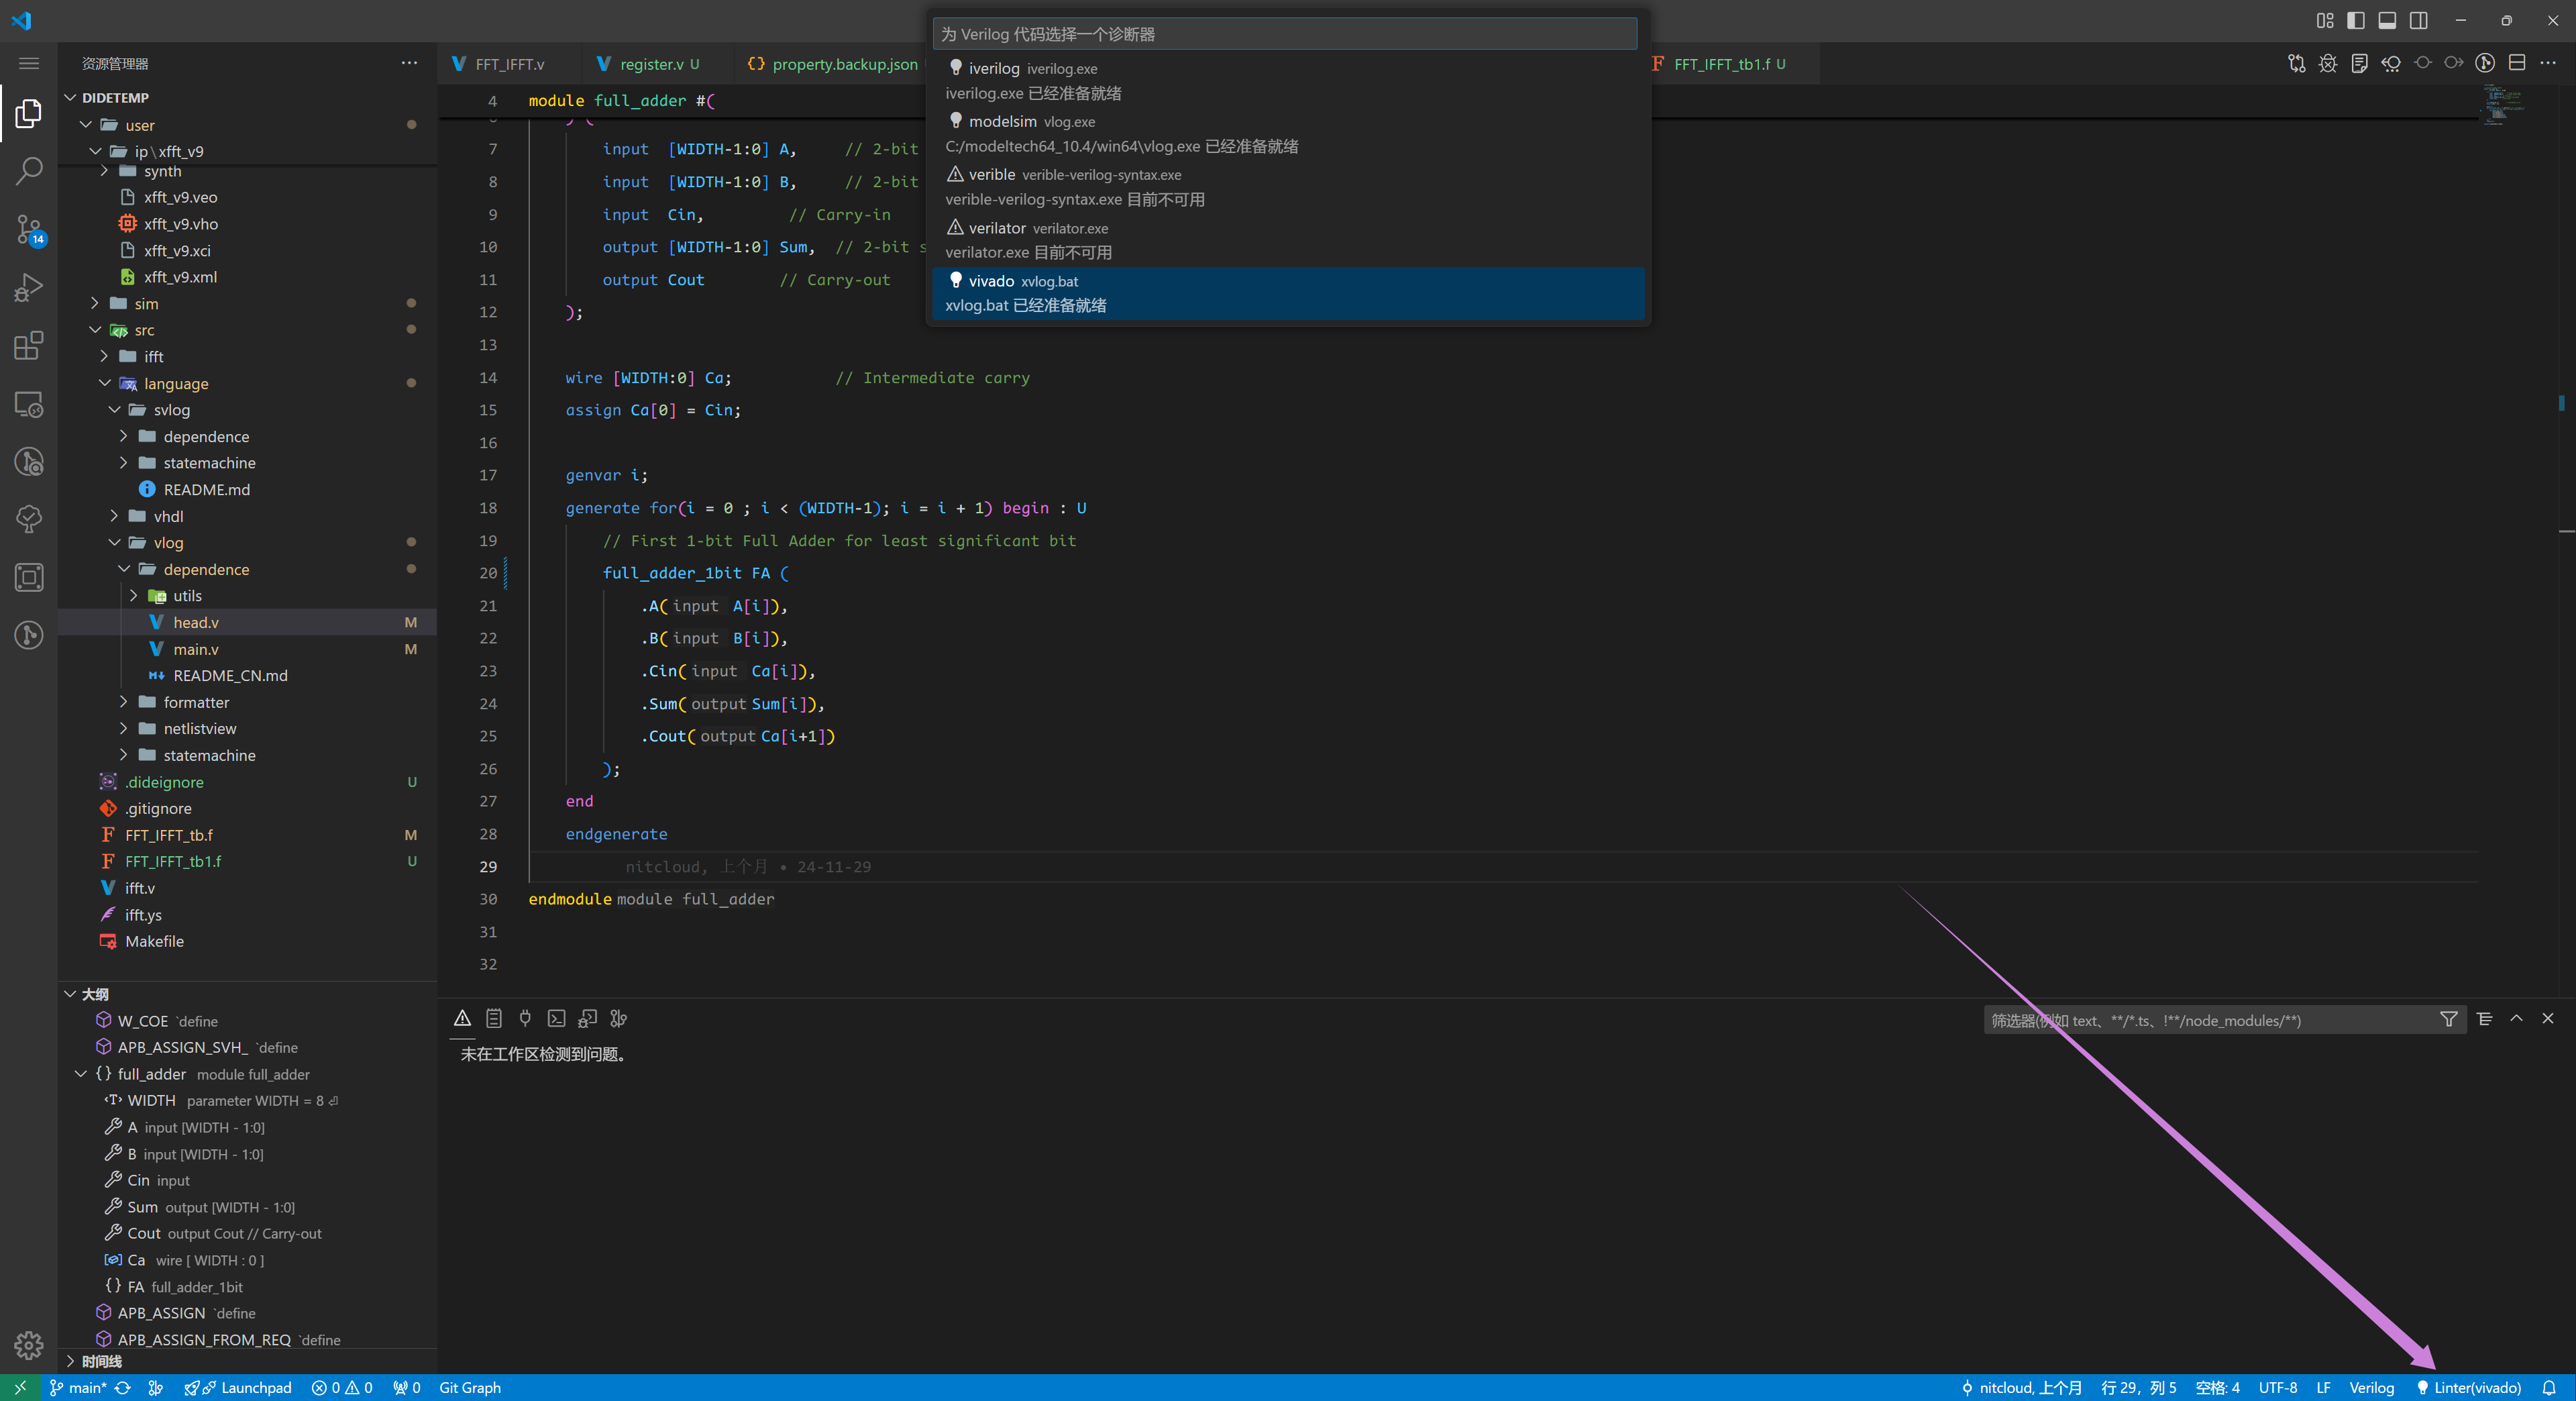 为 Verilog 代码选择一个诊断器
iverilog iverilog.exe
iverilog.exe 已经准备就绪
modelsim vlog.exe
C:/modeltech64_10.4/win64\vlog.exe 已经准备就绪
verible verible-verilog-syntax.exe
verible-verilog-syntax.exe 目前不可用
verilator verilator.exe
verilator.exe 目前不可用
vivado xvlog.bat
xvlog.bat 已经准备就绪
资源管理器
DIDETEMP
user
ip\xfft_v9
synth
xfft_v9.veo
xfft_v9.vho
xfft_v9.xci
xfft_v9.xml
sim
src
ifft
language
svlog
dependence
statemachine
README.md
vhdl
vlog
dependence
utils
head.v M
main.v M
README_CN.md
formatter
netlistview
statemachine
.dideignore U
.gitignore
FFT_IFFT_tb.f M
FFT_IFFT_tb1.f U
ifft.v
ifft.ys
Makefile
14
大纲
W_COE `define
APB_ASSIGN_SVH_ `define
full_adder module full_adder
WIDTH parameter WIDTH = 8
A input [WIDTH - 1:0]
B input [WIDTH - 1:0]
Cin input
Sum output [WIDTH - 1:0]
Cout output Cout // Carry-out
Ca wire [ WIDTH : 0 ]
FA full_adder_1bit
APB_ASSIGN `define
APB_ASSIGN_FROM_REQ `define
时间线
FFT_IFFT.v
register.v U
property.backup.json
FFT_IFFT_tb1.f U
4 module full_adder #(
7 input [WIDTH-1:0] A, // 2-bit
8 input [WIDTH-1:0] B, // 2-bit
9 input Cin, // Carry-in
10 output [WIDTH-1:0] Sum, // 2-bit s
11 output Cout // Carry-out
12 );
13
14 wire [WIDTH:0] Ca; // Intermediate carry
15 assign Ca[0] = Cin;
16
17 genvar i;
18 generate for(i = 0 ; i < (WIDTH-1); i = i + 1) begin : U
19 // First 1-bit Full Adder for least significant bit
20 full_adder_1bit FA (
21 .A(input A[i]),
22 .B(input B[i]),
23 .Cin(input Ca[i]),
24 .Sum(output Sum[i]),
25 .Cout(output Ca[i+1])
26 );
27 end
28 endgenerate
29 nitcloud, 上个月 • 24-11-29
30 endmodule module full_adder
31
32
筛选器(例如 text、**/*.ts、!**/node_modules/**)
未在工作区检测到问题。
main* Launchpad 0 0 0 Git Graph nitcloud, 上个月 行 29，列 5 空格: 4 UTF-8 LF Verilog Linter(vivado)